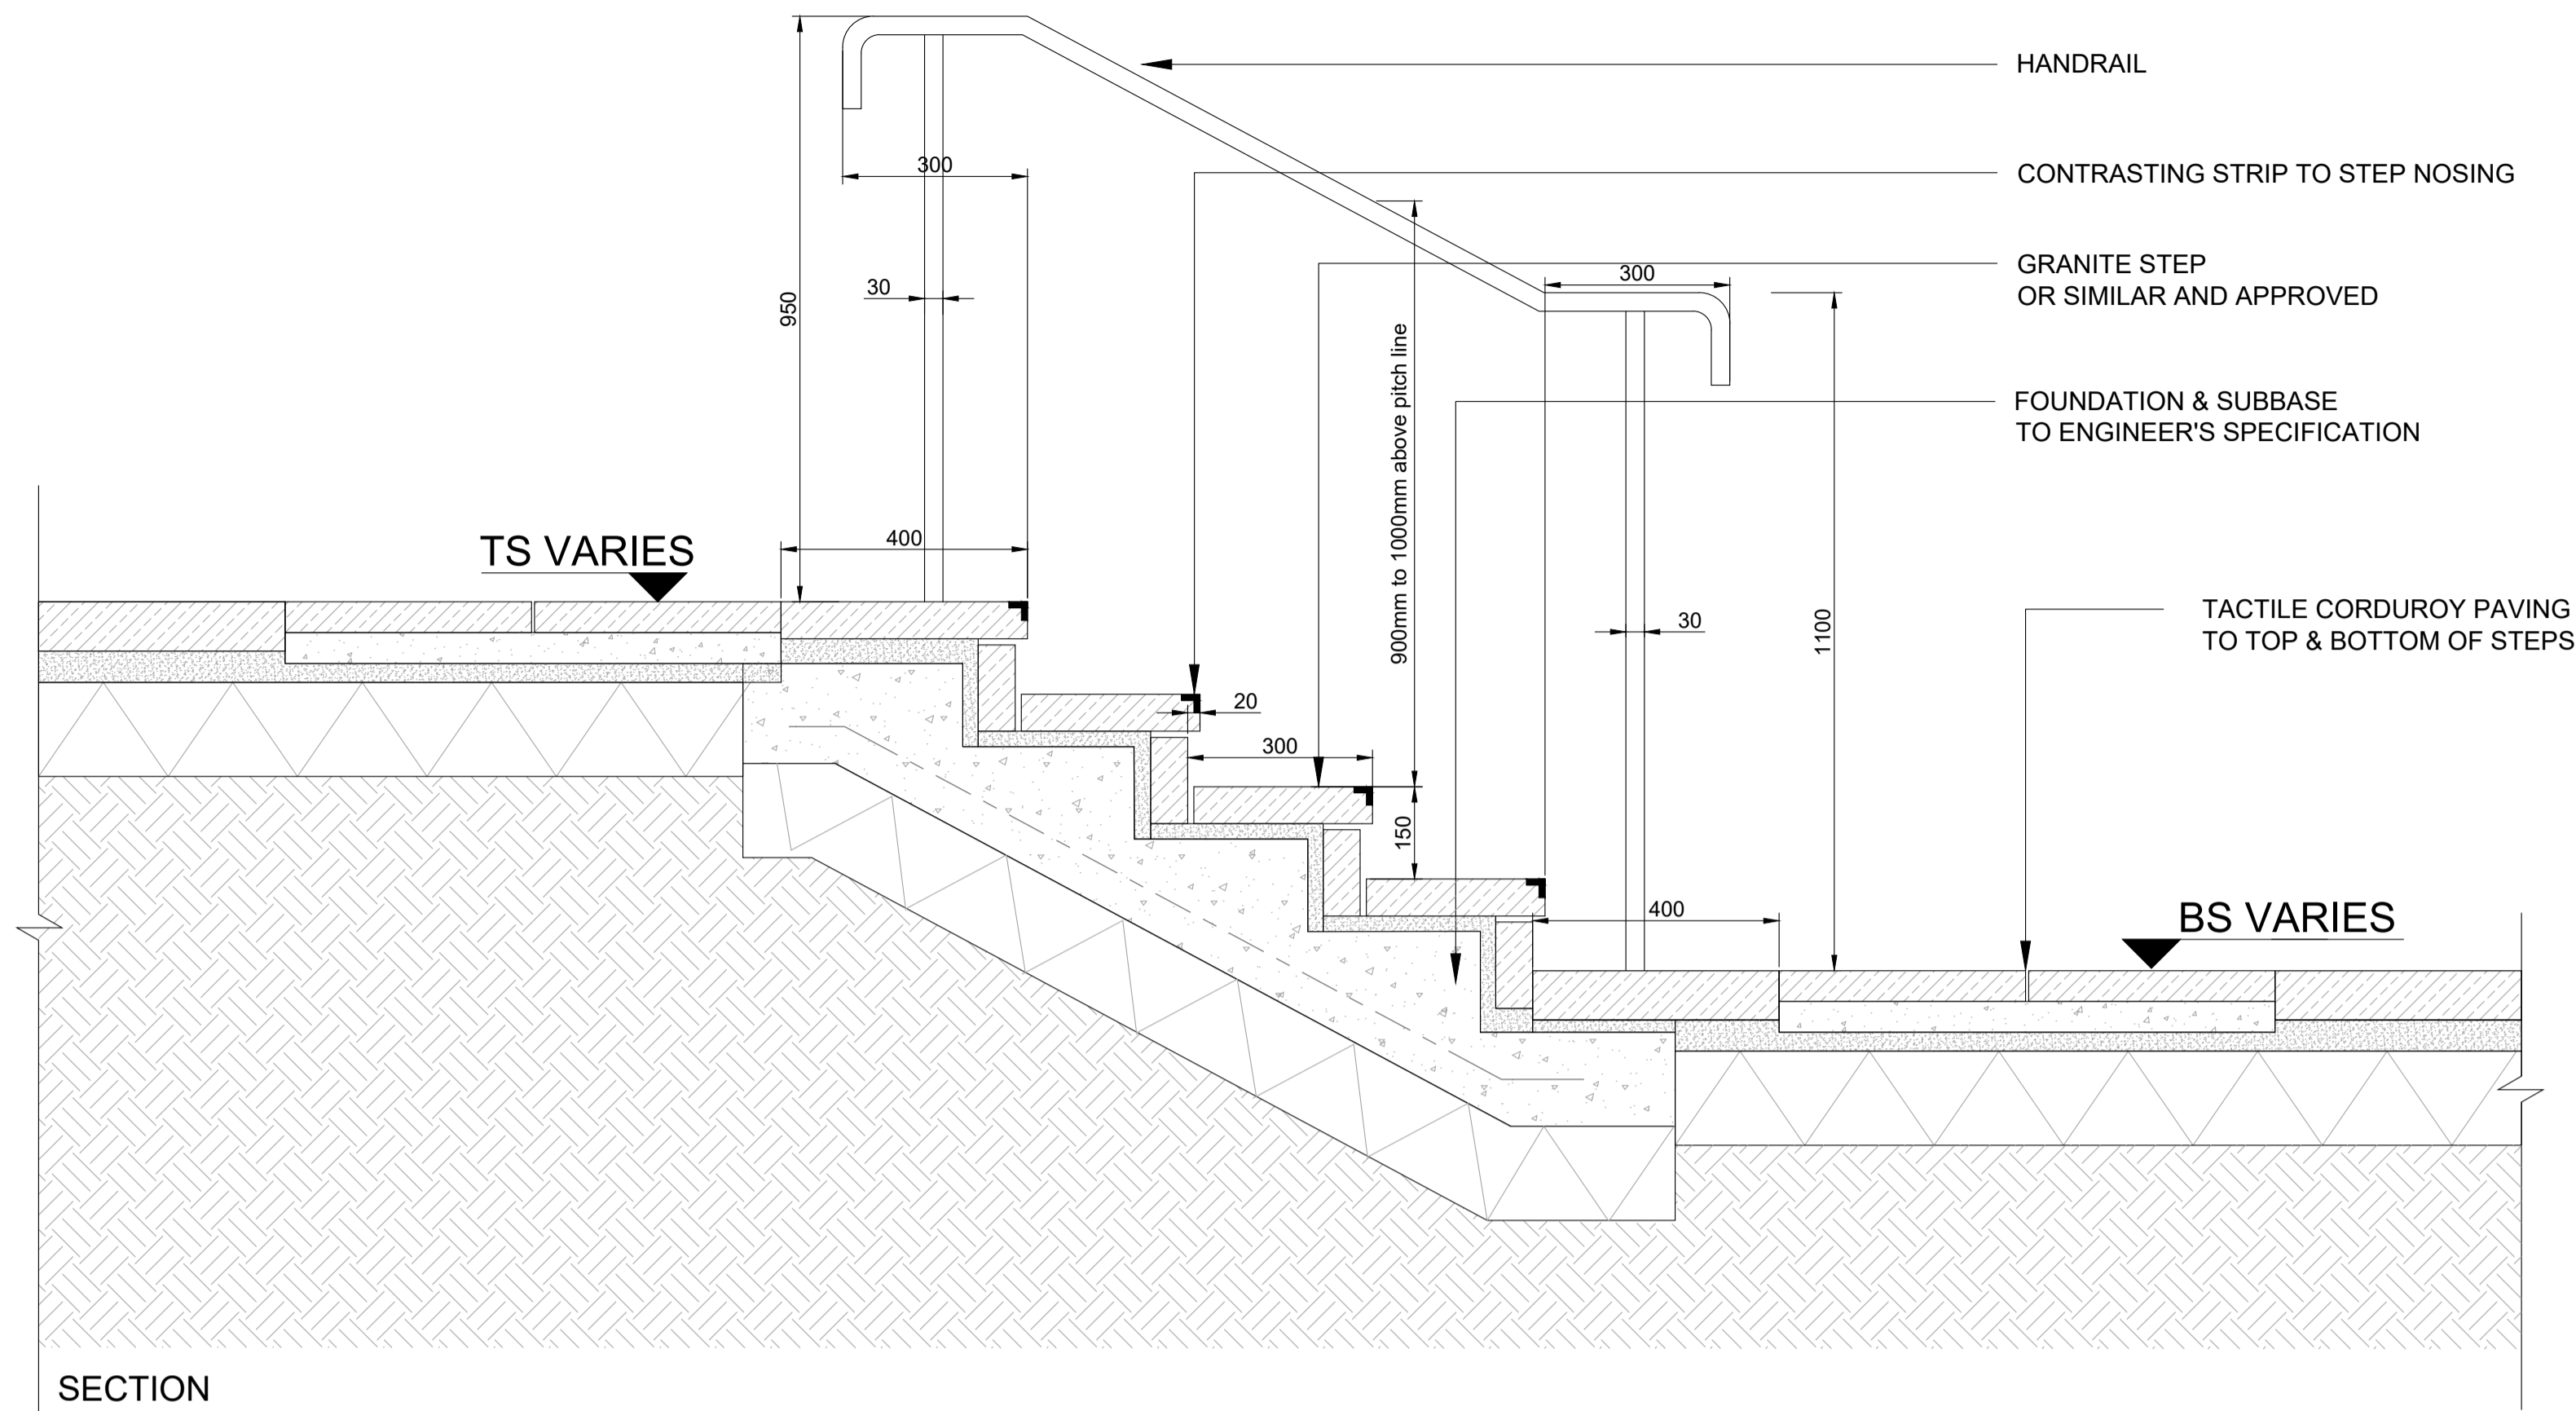 HANDRAIL
300
CONTRASTING STRIP TO STEP NOSING
GRANITE STEP
OR SIMILAR AND APPROVED
300
30
950
900mm to 1000mm above pitch line
FOUNDATION & SUBBASE
TO ENGINEER'S SPECIFICATION
400
TS VARIES
30
1100
TACTILE CORDUROY PAVING
TO TOP & BOTTOM OF STEPS
20
300
150
400
BS VARIES
SECTION